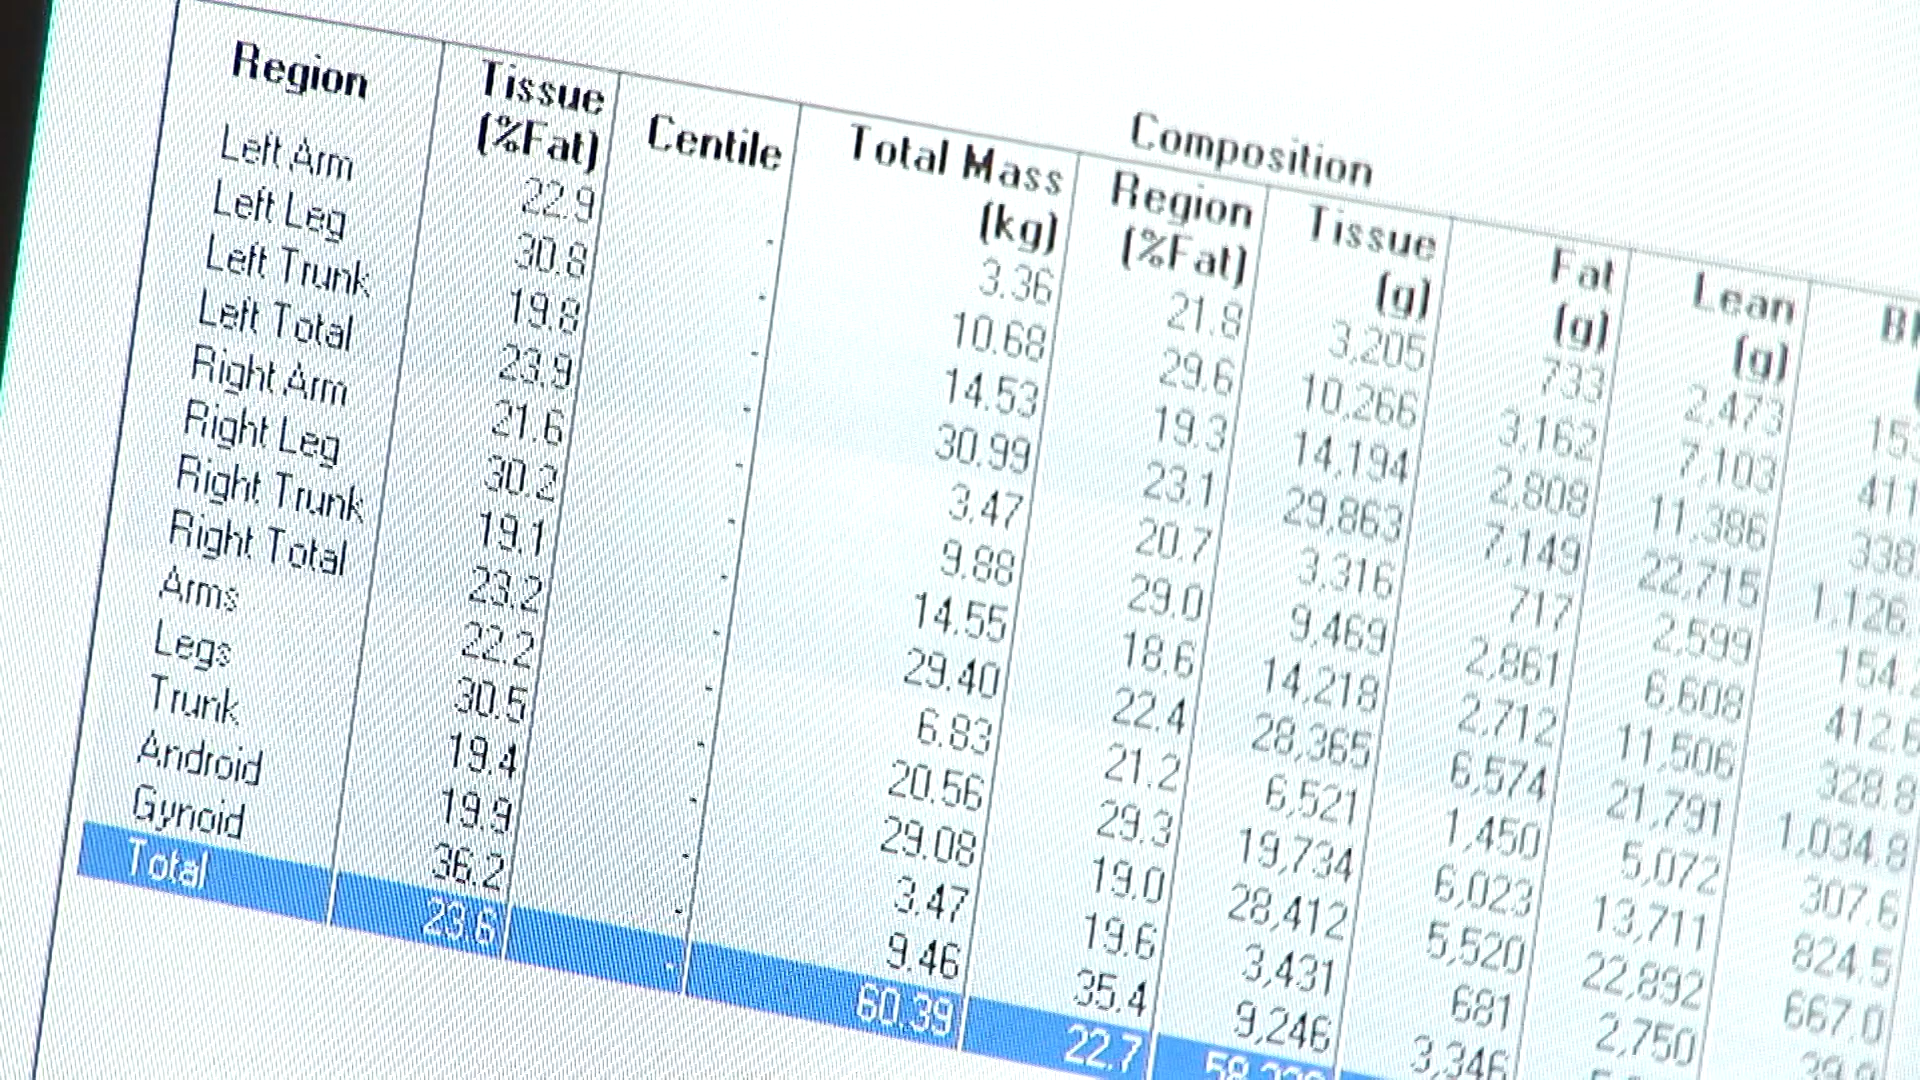 Composition
Region Tissue Centile Total Mass Region Tissue Fat Lean
(%Fat) (kg) (%Fat) (g) (g) (g)
Left Arm 22.9 - 3.36 21.8 3,205 733 2,473
Left Leg 30.8 - 10.68 29.6 10,266 3,162 7,103 411
Left Trunk 19.8 - 14.53 19.3 14,194 2,808 11,386 338.
Left Total 23.9 - 30.99 23.1 29,863 7,149 22,715 1,126.
Right Arm 21.6 - 3.47 20.7 3,316 717 2,599 154.
Right Leg 30.2 - 9.88 29.0 9,469 2,861 6,608 412.6
Right Trunk 19.1 - 14.55 18.6 14,218 2,712 11,506 328.8
Right Total 23.2 - 29.40 22.4 28,365 6,574 21,791 1,034.9
Arms 22.2 - 6.83 21.2 6,521 1,450 5,072 307.6
Legs 30.5 - 20.56 29.3 19,734 6,023 13,711 824.5
Trunk 19.4 - 29.08 19.0 28,412 5,520 22,892 667.0
Android 19.9 - 3.47 19.6 3,431 681 2,750
Gynoid 36.2 - 9.46 35.4 9,246 3,346
Total 23.6 - 60.39 22.7